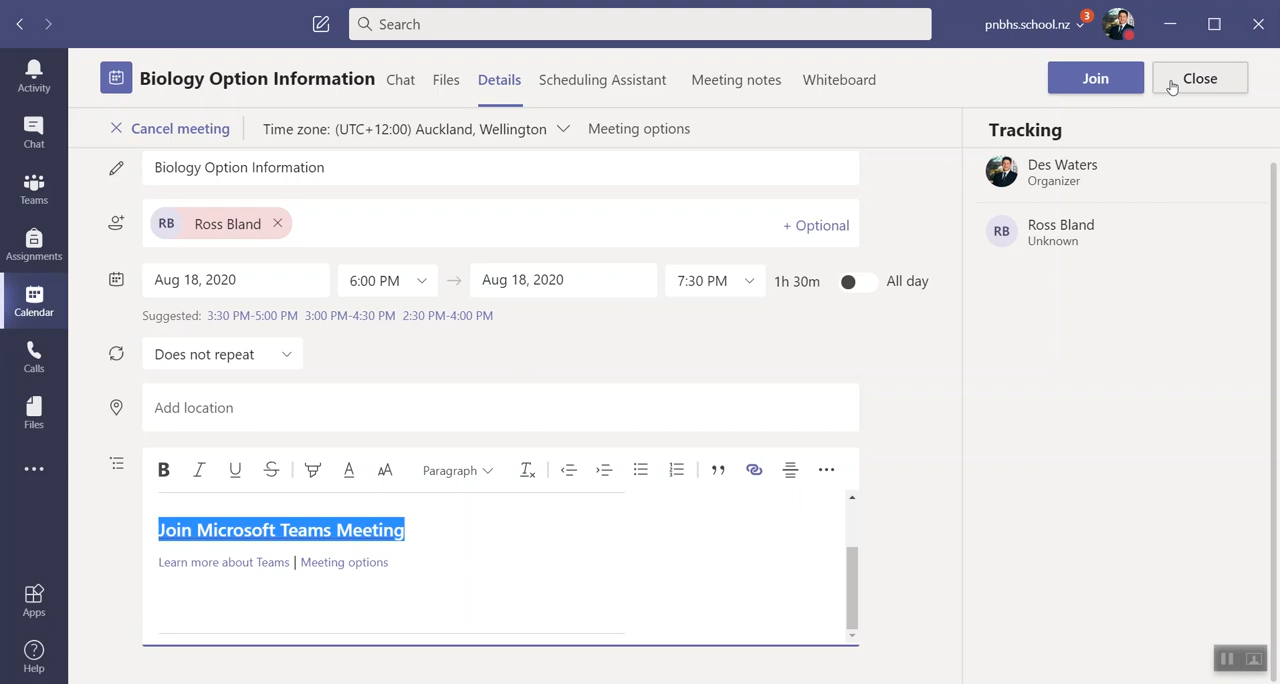 Search
pnbhs.school.nz
3
Activity
Chat
Teams
Assignments
Calendar
Calls
Files
Apps
Help
Biology Option Information
Chat
Files
Details
Scheduling Assistant
Meeting notes
Whiteboard
Join
Close
Cancel meeting
Time zone: (UTC+12:00) Auckland, Wellington
Meeting options
Biology Option Information
RB Ross Bland
+ Optional
Aug 18, 2020 6:00 PM Aug 18, 2020 7:30 PM 1h 30m All day
Suggested: 3:30 PM-5:00 PM 3:00 PM-4:30 PM 2:30 PM-4:00 PM
Does not repeat
Add location
B I U S A AA Paragraph
Join Microsoft Teams Meeting
Learn more about Teams | Meeting options
Tracking
Des Waters
Organizer
RB Ross Bland
Unknown